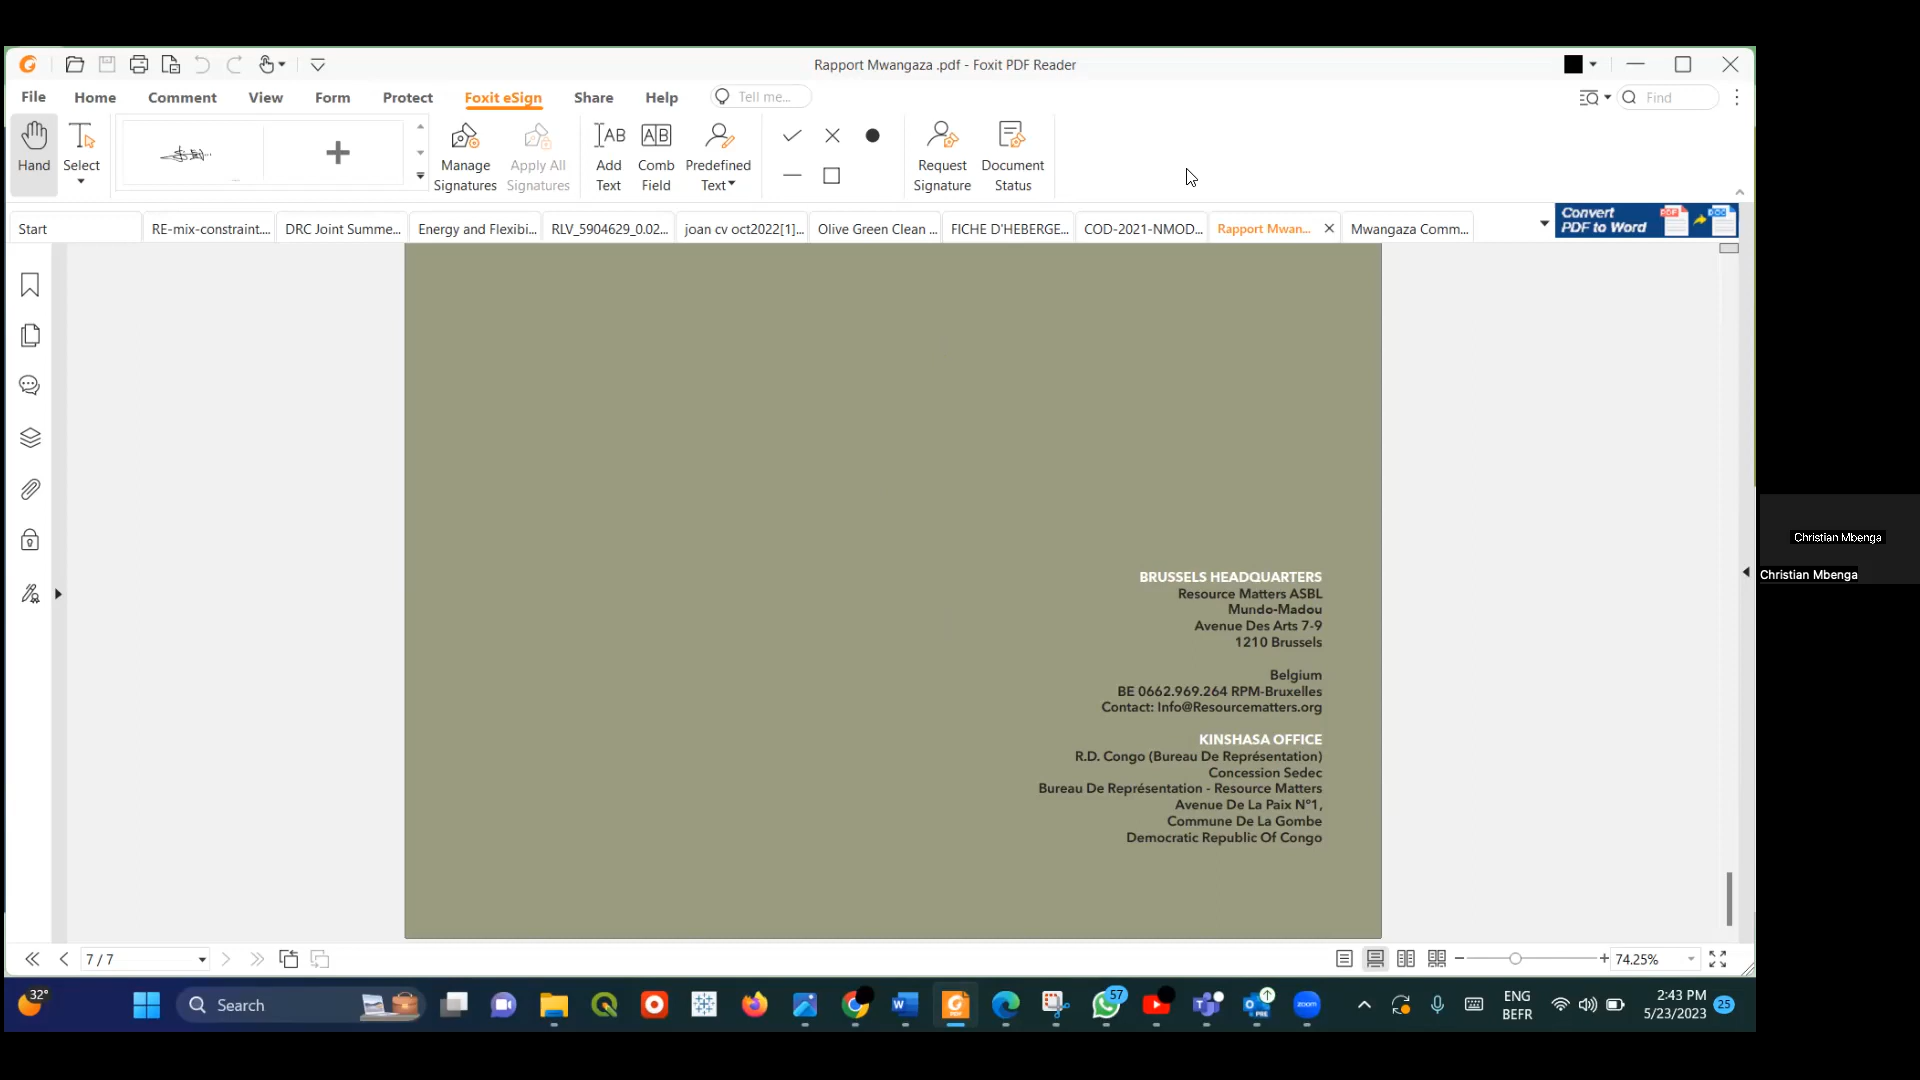 Rapport Mwangaza .pdf - Foxit PDF Reader
File Home Comment View Form Protect Foxit eSign Share Help Tell me... Find
Hand Select Manage Signatures Apply All Signatures Add Text Comb Field Predefined Text Request Signature Document Status
Start RE-mix-constraint... DRC Joint Summe... Energy and Flexibi... RLV_5904629_0.02... joan cv oct2022[1]... Olive Green Clean ... FICHE D'HEBERGE... COD-2021-NMOD... Rapport Mwan... Mwangaza Comm...
Convert
PDF to Word
PDF DOC
BRUSSELS HEADQUARTERS
Resource Matters ASBL
Mundo-Madou
Avenue Des Arts 7-9
1210 Brussels
Belgium
BE 0662.969.264 RPM-Bruxelles
Contact: Info@Resourcematters.org
KINSHASA OFFICE
R.D. Congo (Bureau De Représentation)
Concession Sedec
Bureau De Représentation - Resource Matters
Avenue De La Paix N°1,
Commune De La Gombe
Democratic Republic Of Congo
Christian Mbenga
Christian Mbenga
7 / 7
74.25%
32°
Search
57
PRE
zoom
ENG
BEFR
2:43 PM
5/23/2023
25